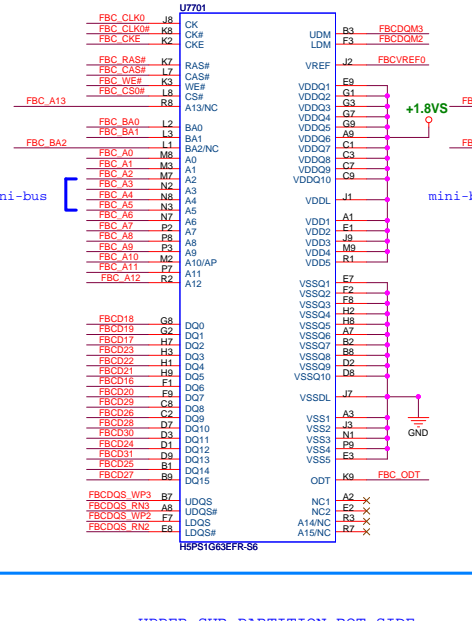 U7701
FBC_CLK0 J8 CK
FBC_CLK0# K8 CK#
FBC_CKE K2 CKE
FBC_RAS# K7 RAS#
FBC_CAS# L7 CAS#
FBC_WE# K3 WE#
FBC_CS0# L8 CS#
FBC_A13 R8 A13/NC
FBC_BA0 L2 BA0
FBC_BA1 L3 BA1
FBC_BA2 L1 BA2/NC
FBC_A0 M8 A0
FBC_A1 M3 A1
FBC_A2 M7 A2
FBC_A3 N2 A3
FBC_A4 N8 A4
FBC_A5 N3 A5
FBC_A6 N7 A6
FBC_A7 P2 A7
FBC_A8 P8 A8
FBC_A9 P3 A9
FBC_A10 M2 A10/AP
FBC_A11 P7 A11
FBC_A12 R2 A12
ni-bus
FBCD18 G8 DQ0
FBCD19 G2 DQ1
FBCD17 H7 DQ2
FBCD23 H3 DQ3
FBCD22 H1 DQ4
FBCD21 H9 DQ5
FBCD16 F1 DQ6
FBCD20 F9 DQ7
FBCD29 C8 DQ8
FBCD26 C2 DQ9
FBCD28 D7 DQ10
FBCD30 D3 DQ11
FBCD24 D1 DQ12
FBCD31 D9 DQ13
FBCD25 B1 DQ14
FBCD27 B9 DQ15
FBCDQS_WP3 B7 UDQS
FBCDQS_RN3 A8 UDQS#
FBCDQS_WP2 F7 LDQS
FBCDQS_RN2 E8 LDQS#
UDM B3 FBCDQM3
LDM F3 FBCDQM2
VREF J2 FBCVREF0
VDDQ1 E9
VDDQ2 G1
VDDQ3 G3
VDDQ4 G7
VDDQ5 G9
VDDQ6 A9
VDDQ7 C1
VDDQ8 C3
VDDQ9 C7
VDDQ10 C9
+1.8VS
FB
FB
mini-b
VDDL J1
VDD1 A1
VDD2 E1
VDD3 J9
VDD4 M9
VDD5 R1
VSSQ1 E7
VSSQ2 F2
VSSQ3 F8
VSSQ4 H2
VSSQ5 H8
VSSQ6 A7
VSSQ7 B2
VSSQ8 B8
VSSQ9 D2
VSSQ10 D8
VSSDL J7
GND
VSS1 A3
VSS2 J3
VSS3 N1
VSS4 P9
VSS5 E3
ODT K9 FBC_ODT
NC1 A2
NC2 E2
A14/NC R3
A15/NC R7
H5PS1G63EFR-S6
UPPER SUB PARTITION BOT SIDE